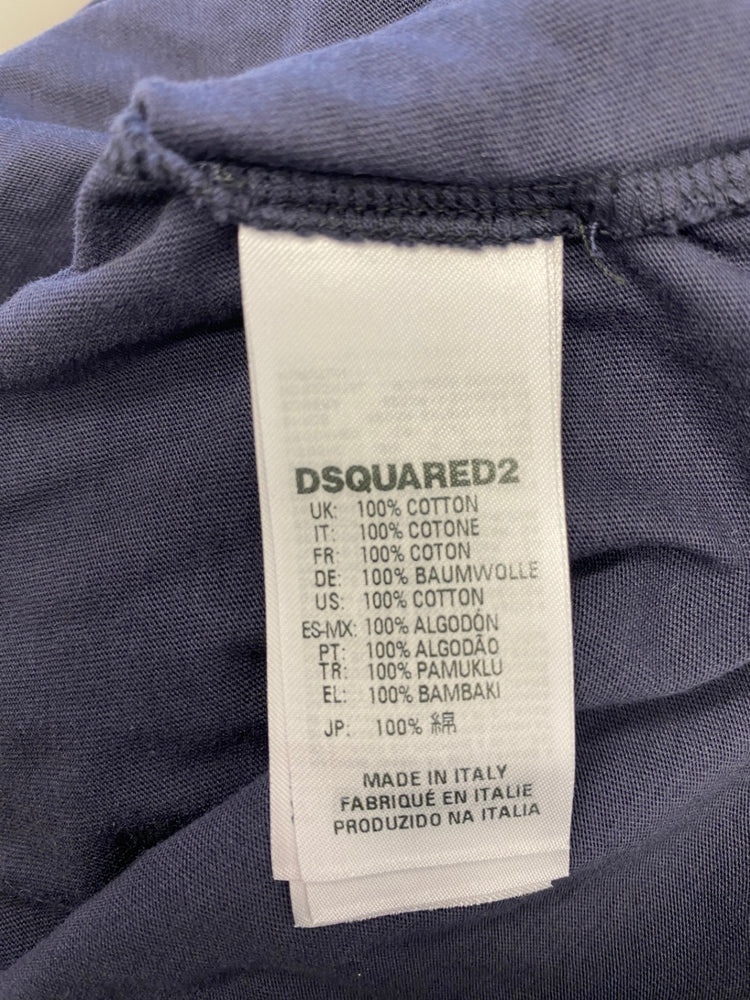 DSQUARED2
UK: 100% COTTON
IT: 100% COTONE
FR: 100% COTON
DE: 100% BAUMWOLLE
US: 100% COTTON
ES-MX: 100% ALGODÓN
PT: 100% ALGODÃO
TR: 100% PAMUKLU
EL: 100% BAMBAKI
JP: 100% 綿
MADE IN ITALY
FABRIQUÉ EN ITALIE
PRODUZIDO NA ITALIA